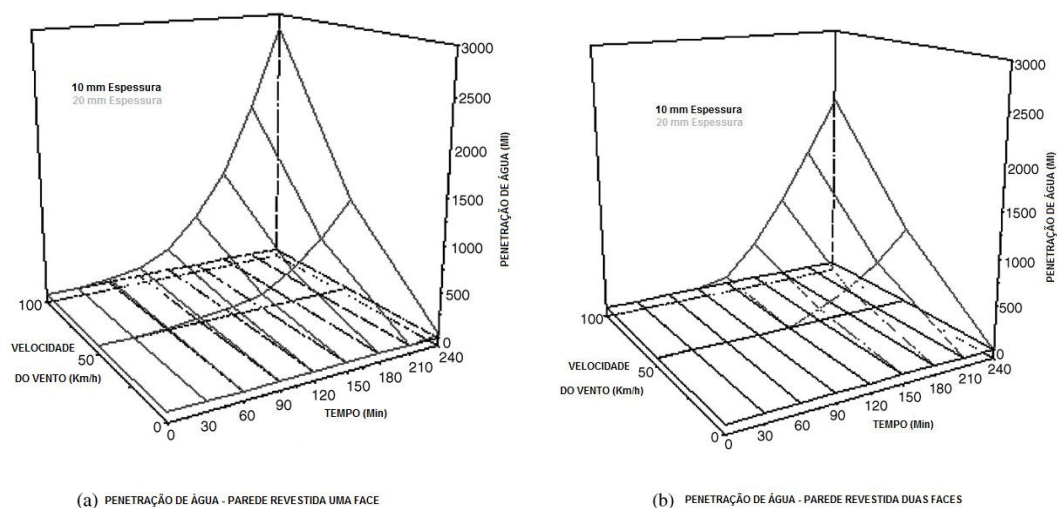 10 mm Espessura
20 mm Espessura
3000
2500
2000
1500
1000
500
0
PENETRAÇÃO DE ÁGUA (Ml)
100
50
0
VELOCIDADE
DO VENTO (Km/h)
0
30
60
90
120
150
180
210
240
TEMPO (Min)
(a) PENETRAÇÃO DE ÀGUA - PAREDE REVESTIDA UMA FACE
10 mm Espessura
20 mm Espessura
3000
2500
2000
1500
1000
500
0
PENETRAÇÃO DE ÁGUA (Ml)
100
50
0
VELOCIDADE
DO VENTO (Km/h)
0
30
60
90
120
150
180
210
240
TEMPO (Min)
(b) PENETRAÇÃO DE ÀGUA - PAREDE REVESTIDA DUAS FACES